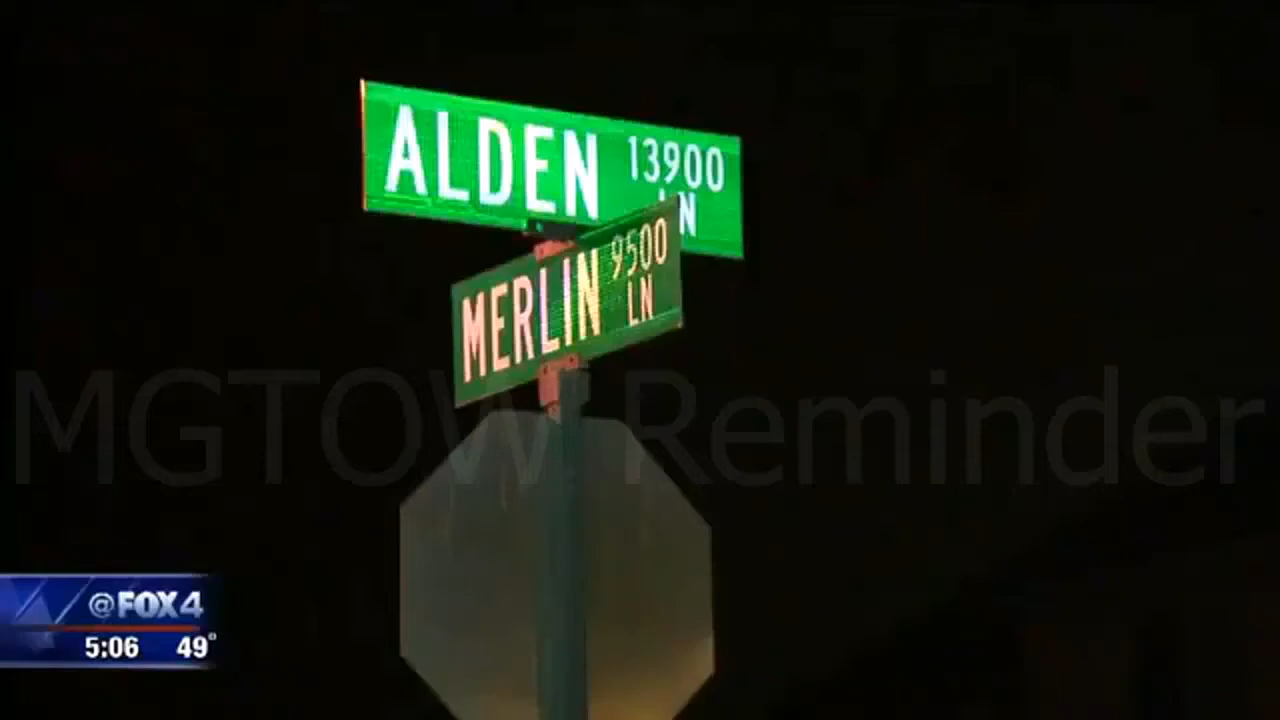 ALDEN 13900 LN
MERLIN 9500 LN
MGTOW Reminder
@FOX4
5:06 49°